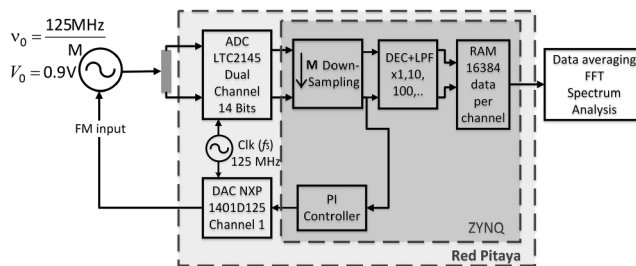 ν₀ = 125MHz
M
V₀ = 0.9V
FM input
ADC
LTC2145
Dual
Channel
14 Bits
Clk (fs)
125 MHz
DAC NXP
1401D125
Channel 1
M Down-
Sampling
DEC+LPF
x1,10,
100,..
RAM
16384
data
per
channel
PI
Controller
ZYNQ
Red Pitaya
Data averaging
FFT
Spectrum
Analysis